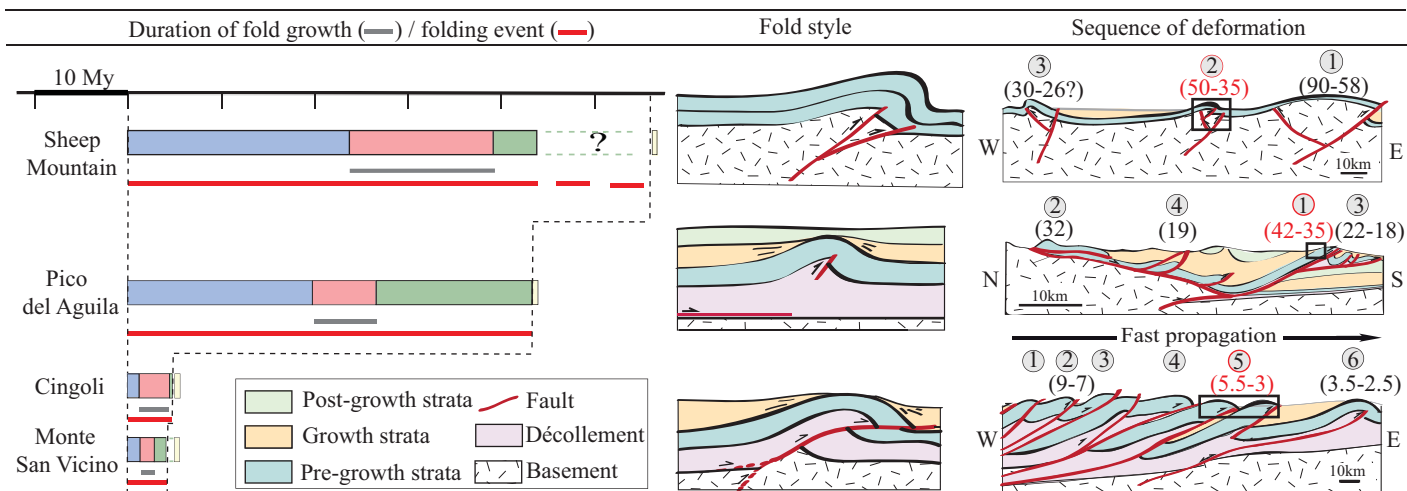 Duration of fold growth ( ) / folding event ( )
Fold style
Sequence of deformation
10 My
Sheep
Mountain
?
Pico
del Aguila
Cingoli
Monte
San Vicino
Post-growth strata
Growth strata
Pre-growth strata
Fault
Décollement
Basement
3
(30-26?)
2
(50-35)
1
(90-58)
W
E
10km
2
(32)
4
(19)
1
(42-35)
3
(22-18)
N
S
10km
Fast propagation
1
2
3
(9-7)
4
5
(5.5-3)
6
(3.5-2.5)
W
E
10km